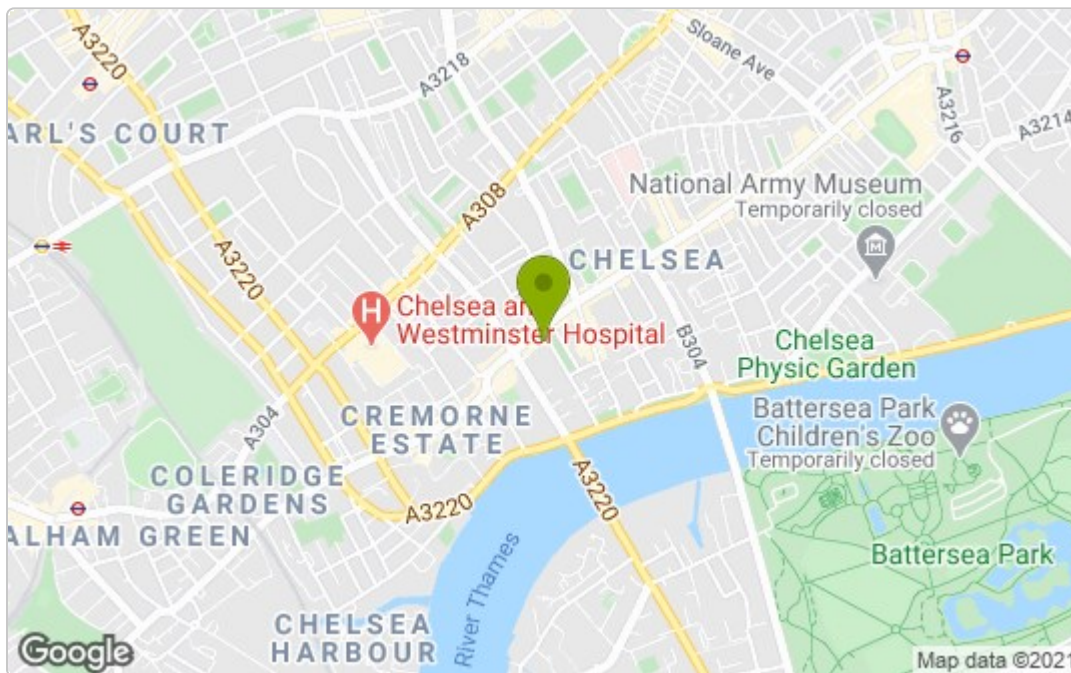 A3220
Sloane Ave
A3218
ARL'S COURT
A3216
A3214
A308
National Army Museum
Temporarily closed
A3220
CHELSEA
Chelsea an
Westminster Hospital
B304
Chelsea
Physic Garden
CREMORNE
ESTATE
A304
Battersea Park
Children's Zoo
Temporarily closed
COLERIDGE
GARDENS
A3220
A3220
ALHAM GREEN
Battersea Park
River Thames
CHELSEA
HARBOUR
Google
Map data ©2021